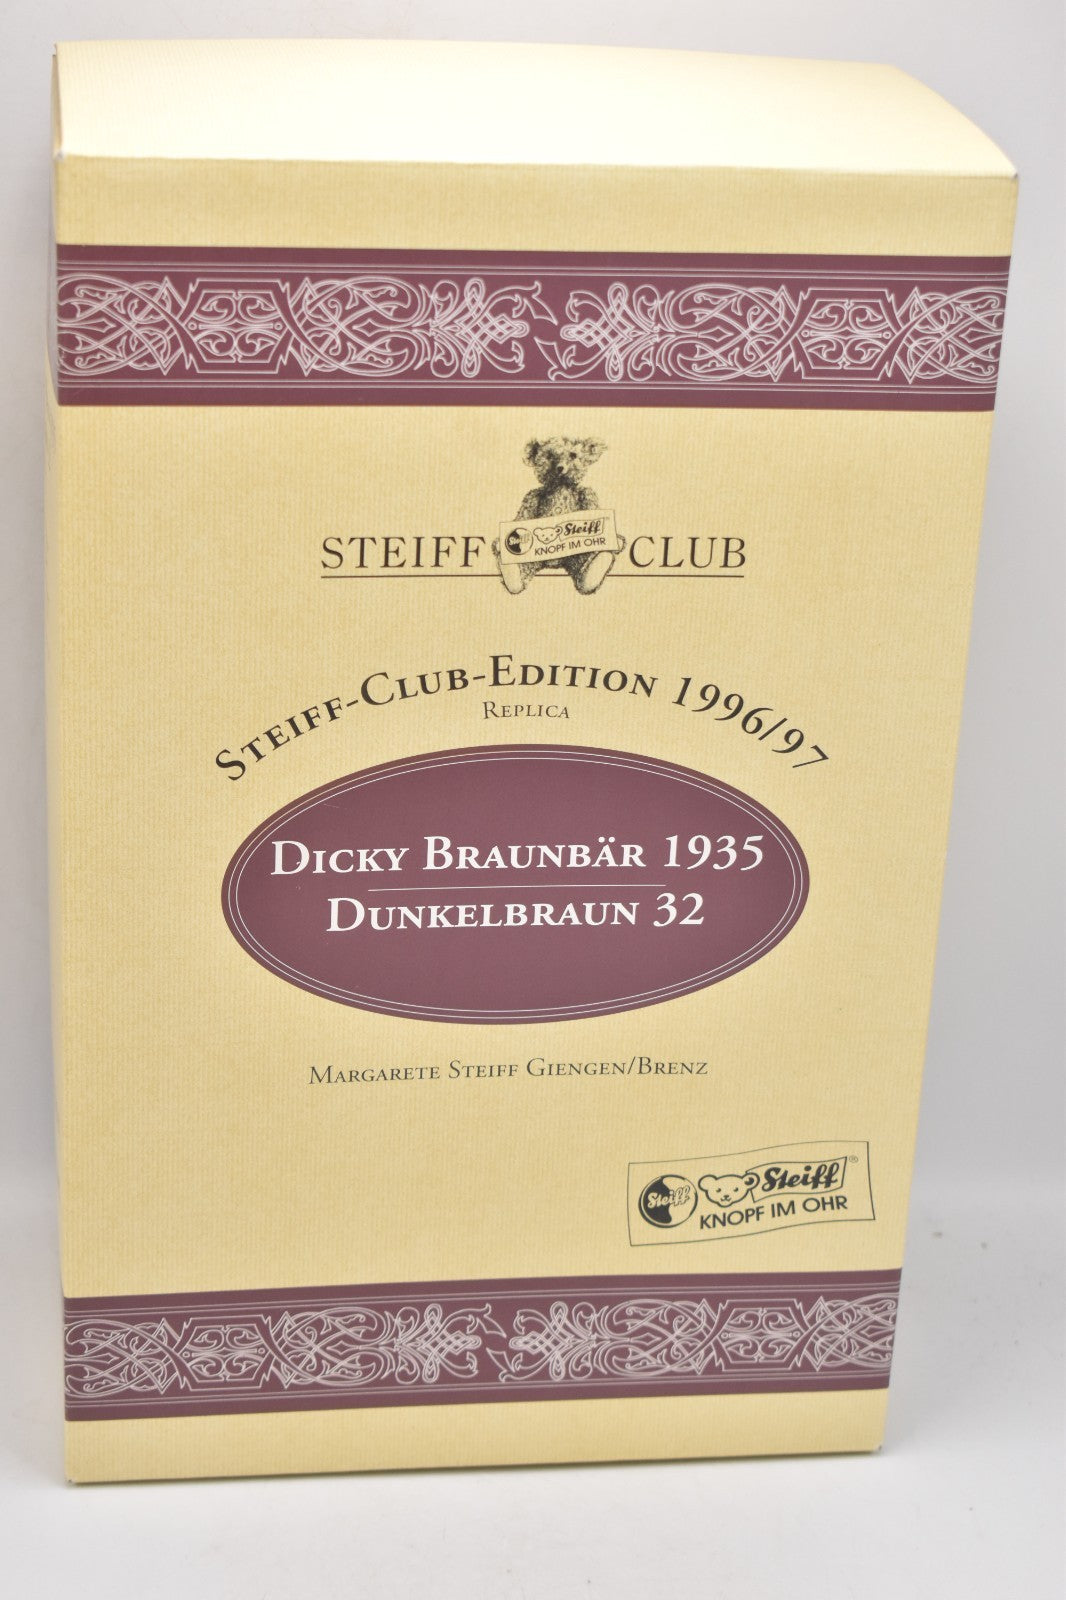 STEIFF CLUB
Steiff Steiff
KNOPF IM OHR
STEIFF-CLUB-EDITION 1996/97
REPLICA
DICKY BRAUNBÄR 1935
DUNKELBRAUN 32
MARGARETE STEIFF GIENGEN/BRENZ
Steiff Steiff®
KNOPF IM OHR